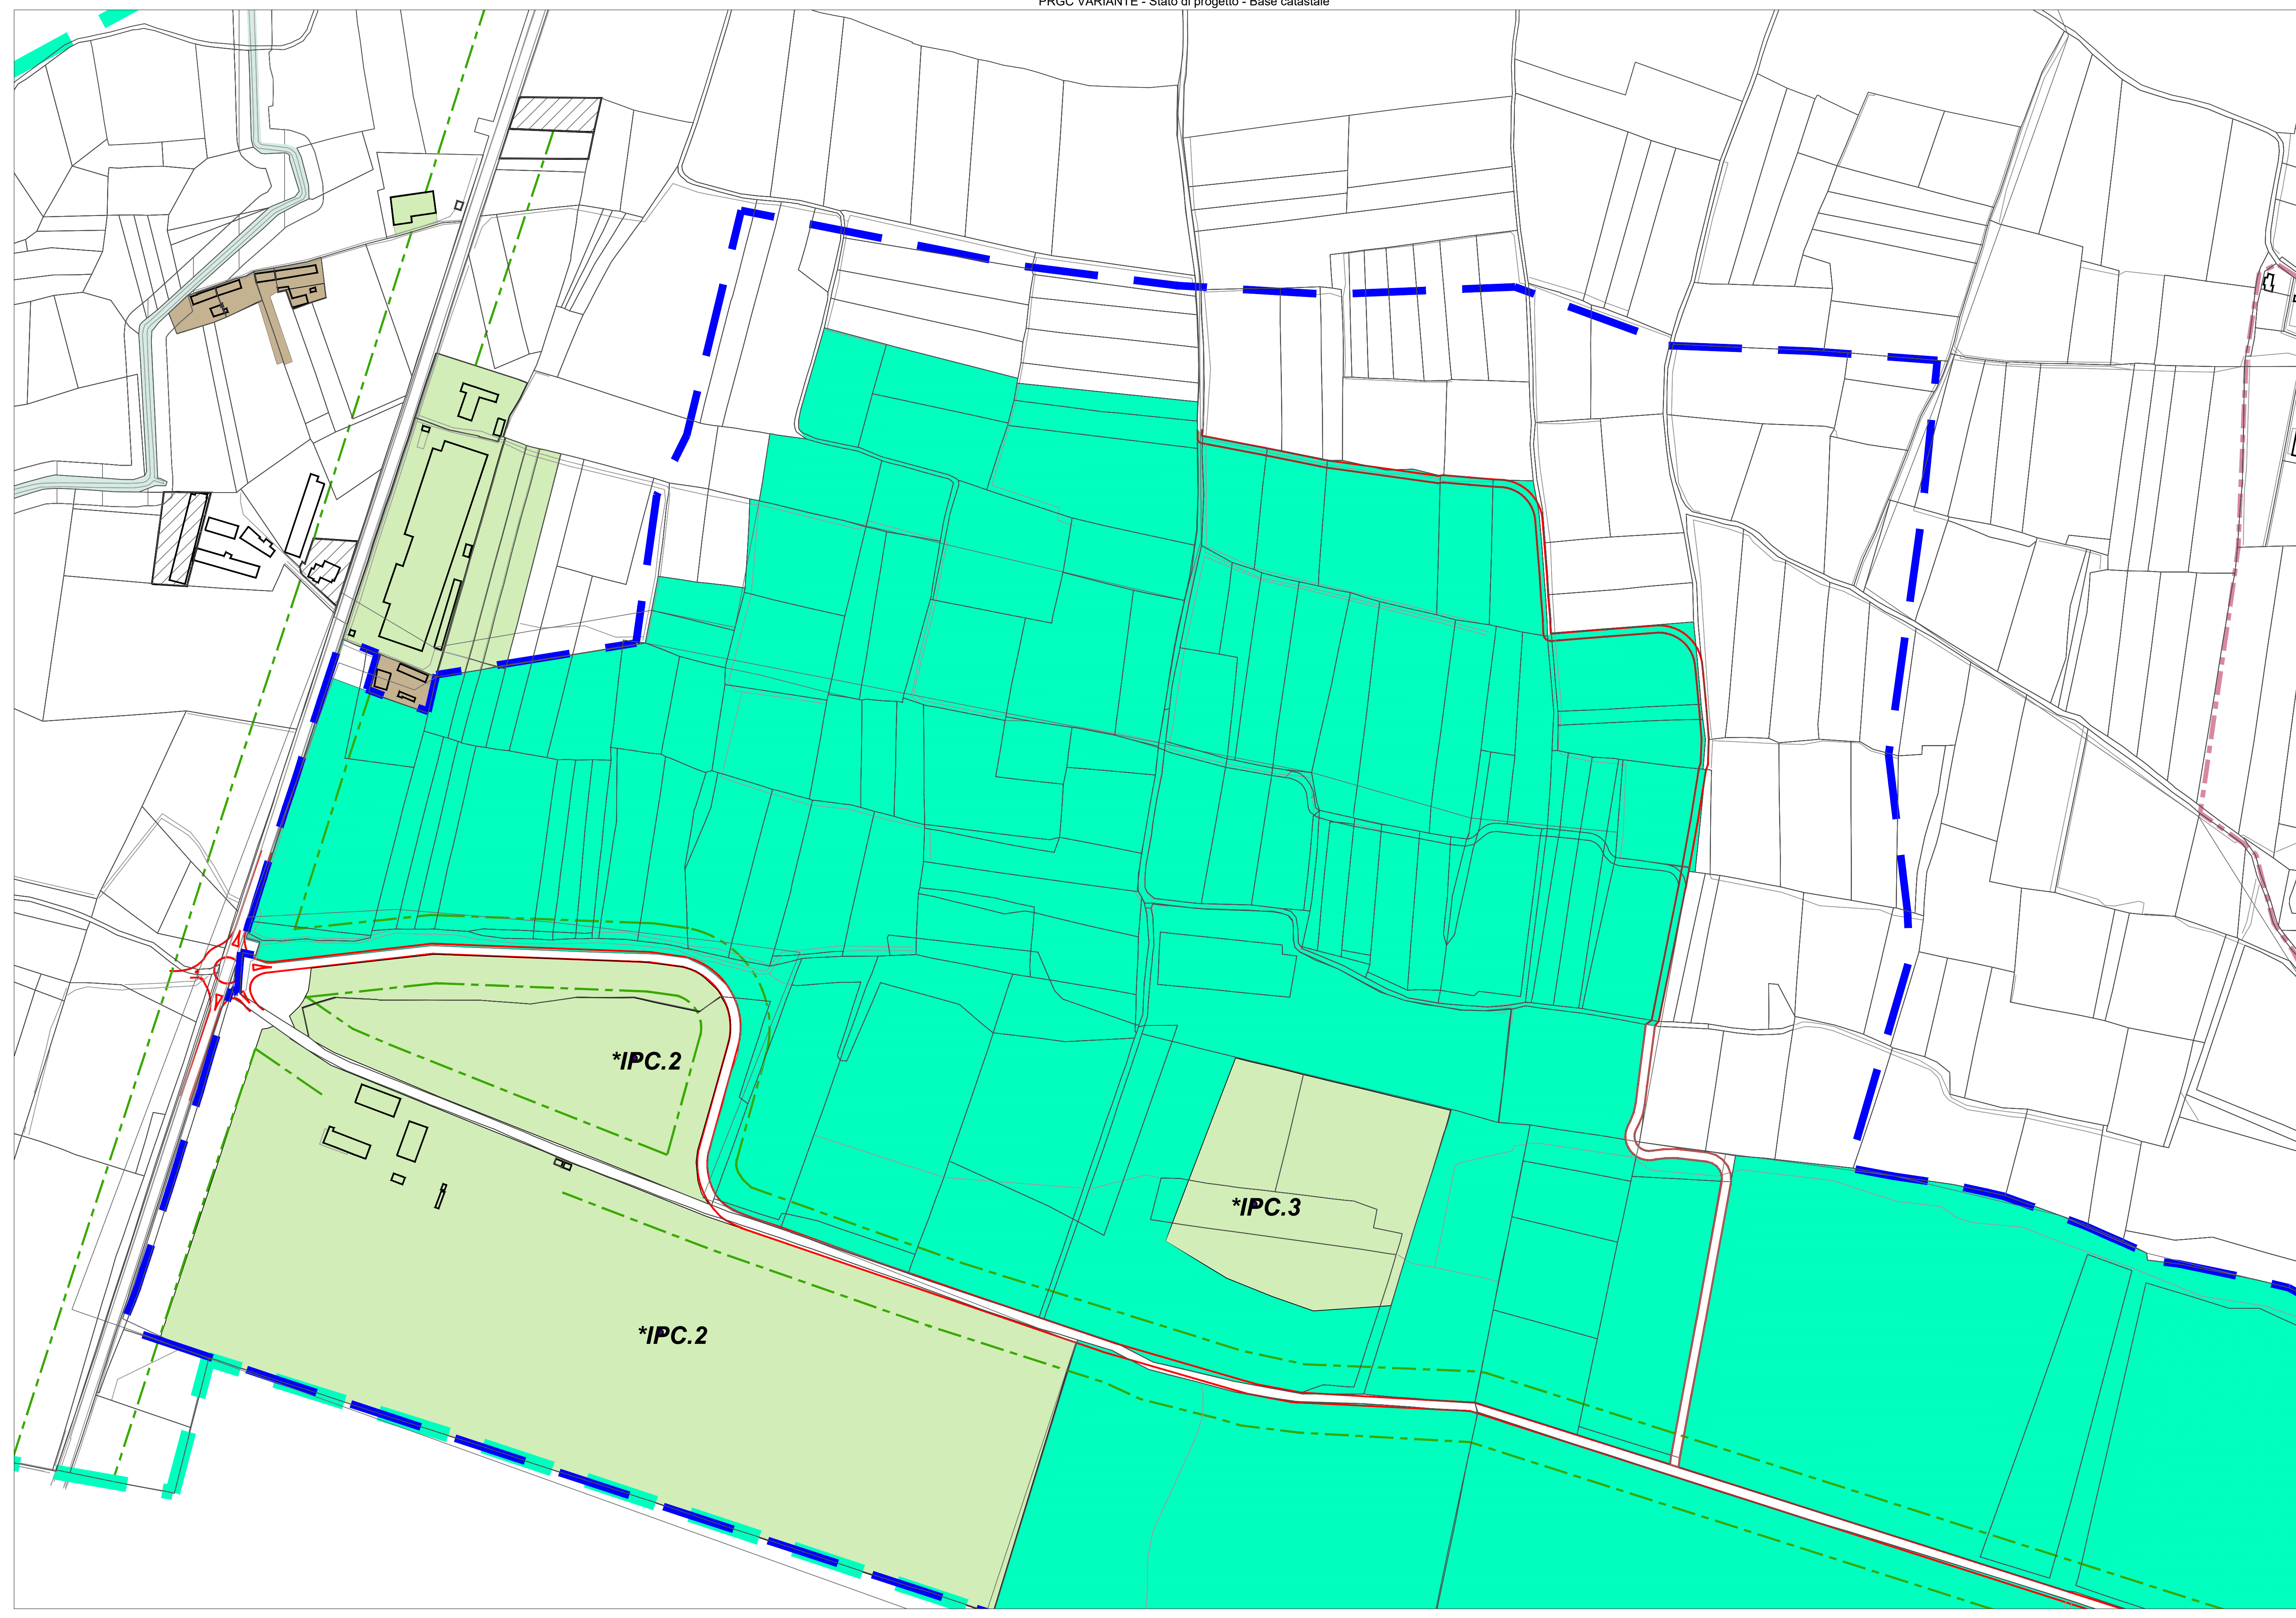 PRGC VARIANTE - Stato di progetto - Base catastale
*IPC.2
*IPC.3
*IPC.2